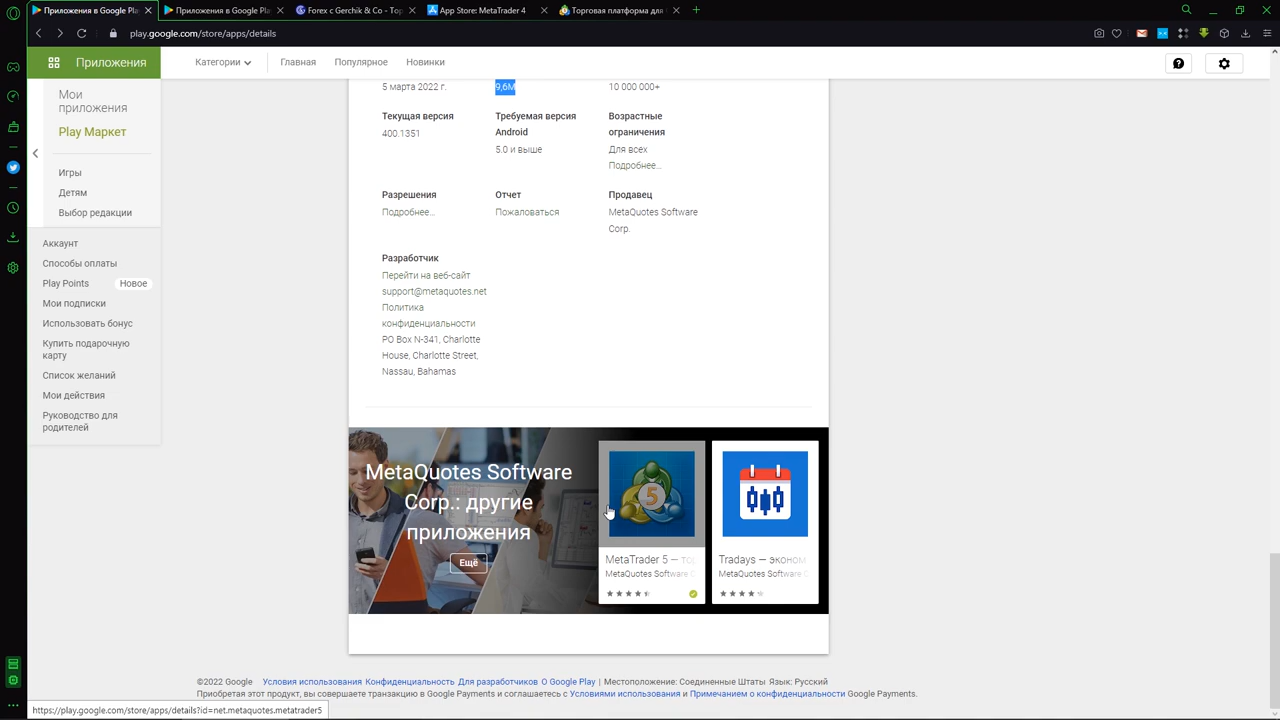 Приложения в Google Pla
Приложения в Google Pla
Forex с Gerchik & Co - Тор
App Store: MetaTrader 4
Торговая платформа для
play.google.com/store/apps/details
Приложения
Категории
Главная
Популярное
Новинки
Мои
приложения
Play Маркет
Игры
Детям
Выбор редакции
Аккаунт
Способы оплаты
Play Points Новое
Мои подписки
Использовать бонус
Купить подарочную
карту
Список желаний
Мои действия
Руководство для
родителей
5 марта 2022 г.
9,6M
10 000 000+
Текущая версия
400.1351
Требуемая версия
Android
5.0 и выше
Возрастные
ограничения
Для всех
Подробнее…
Разрешения
Подробнее…
Отчет
Пожаловаться
Продавец
MetaQuotes Software
Corp.
Разработчик
Перейти на веб-сайт
support@metaquotes.net
Политика
конфиденциальности
PO Box N-341, Charlotte
House, Charlotte Street,
Nassau, Bahamas
MetaQuotes Software
Corp.: другие
приложения
Ещё
5
MetaTrader 5 — то
MetaQuotes Software C
Tradays — эконом
MetaQuotes Software C
©2022 Google Условия использования Конфиденциальность Для разработчиков О Google Play | Местоположение: Соединенные Штаты Язык: Русский
Приобретая этот продукт, вы совершаете транзакцию в Google Payments и соглашаетесь с Условиями использования и Примечанием о конфиденциальности Google Payments.
https://play.google.com/store/apps/details?id=net.metaquotes.metatrader5